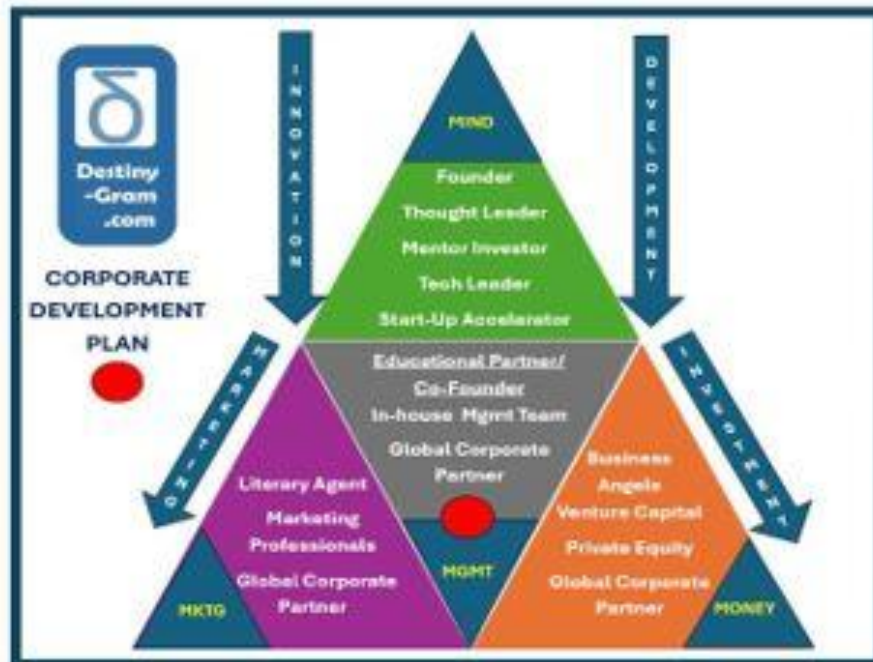 δ
Destiny
-Gram
.com
CORPORATE
DEVELOPMENT
PLAN
INNOVATION
DEVELOPMENT
MARKETING
INVESTMENT
MIND
Founder
Thought Leader
Mentor Investor
Tech Leader
Start-Up Accelerator
Educational Partner/
Co-Founder
In-house Mgmt Team
Global Corporate
Partner
MGMT
Literary Agent
Marketing
Professionals
Global Corporate
Partner
MKTG
Business
Angels
Venture Capital
Private Equity
Global Corporate
Partner
MONEY